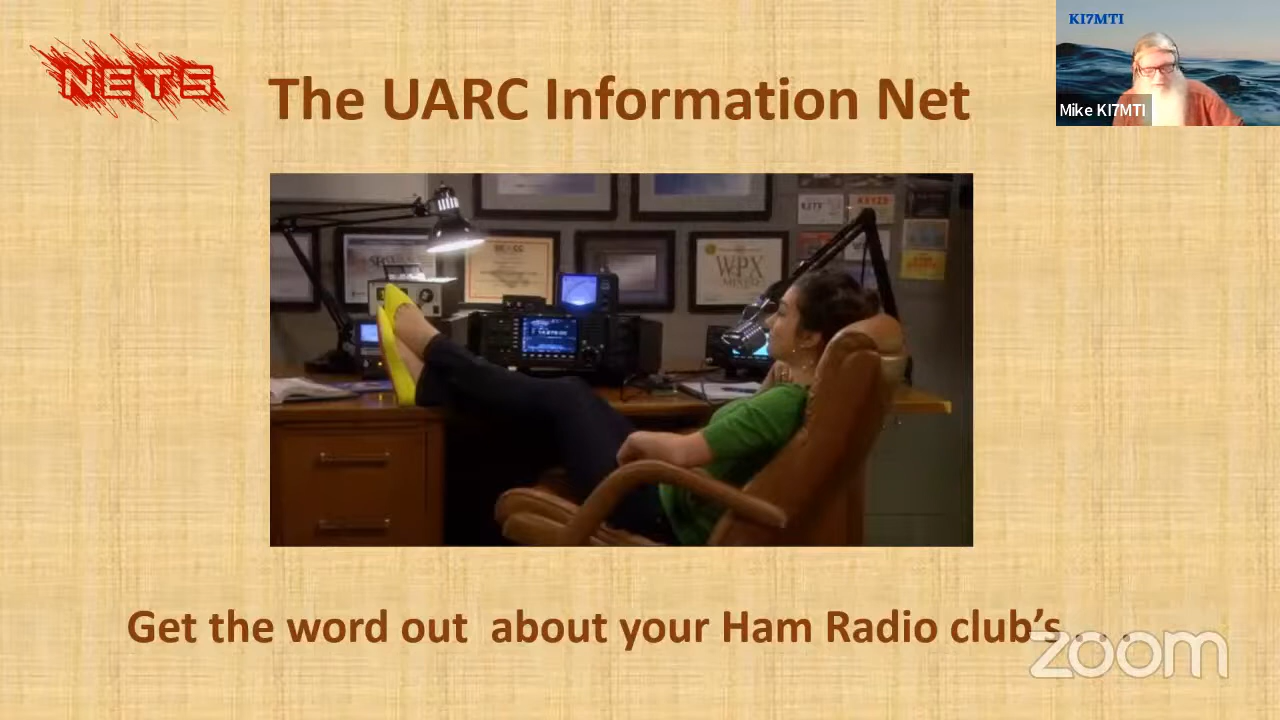 NETS
The UARC Information Net
KI7MTI
Mike KI7MTI
WPX
Get the word out  about your Ham Radio club's . . .
zoom